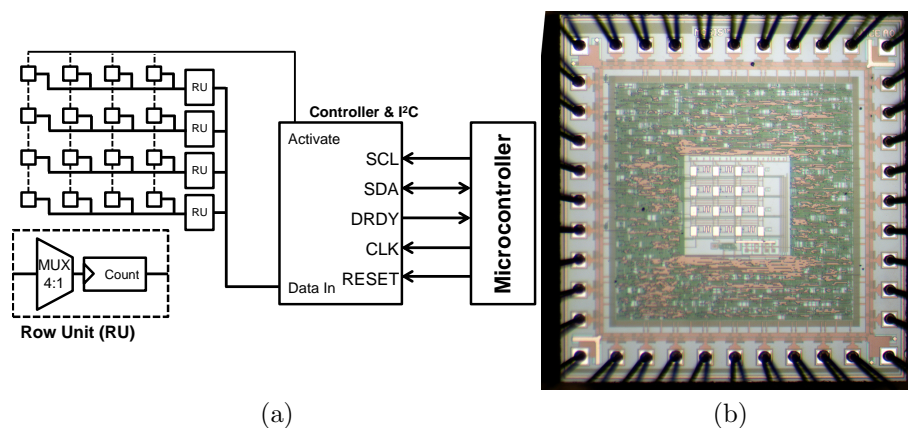 RU
RU
RU
RU
Controller & I²C
Activate
SCL
SDA
DRDY
CLK
RESET
Data In
Microcontroller
MUX
4:1
Count
Row Unit (RU)
(a)
(b)